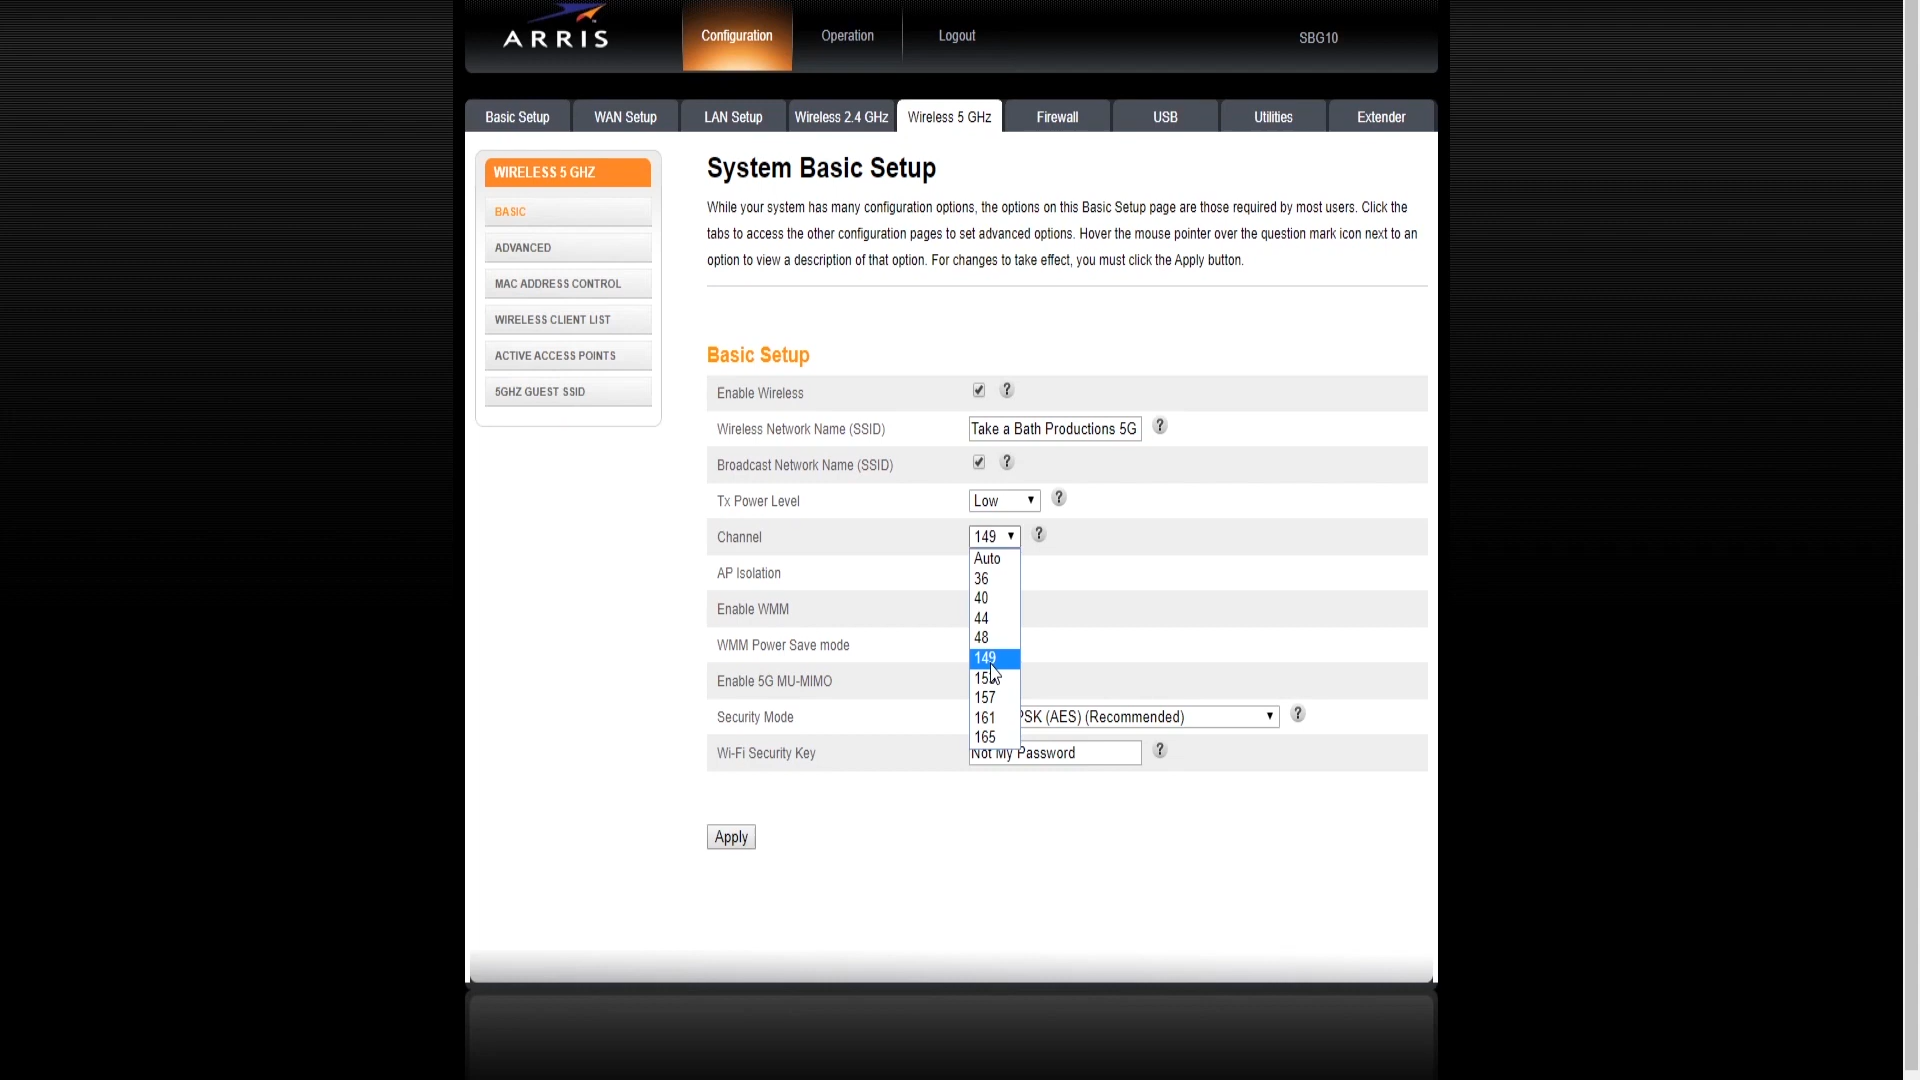 ARRIS
Configuration
Operation
Logout
SBG10
Basic Setup
WAN Setup
LAN Setup
Wireless 2.4 GHz
Wireless 5 GHz
Firewall
USB
Utilities
Extender
WIRELESS 5 GHZ
BASIC
ADVANCED
MAC ADDRESS CONTROL
WIRELESS CLIENT LIST
ACTIVE ACCESS POINTS
5GHZ GUEST SSID
System Basic Setup
While your system has many configuration options, the options on this Basic Setup page are those required by most users. Click the
tabs to access the other configuration pages to set advanced options. Hover the mouse pointer over the question mark icon next to an
option to view a description of that option. For changes to take effect, you must click the Apply button.
Basic Setup
Enable Wireless ?
Wireless Network Name (SSID) Take a Bath Productions 5G ?
Broadcast Network Name (SSID) ?
Tx Power Level Low ?
Channel 149 ?
Auto
36
40
44
48
149
157
161
165
AP Isolation
Enable WMM
WMM Power Save mode
Enable 5G MU-MIMO
Security Mode PSK (AES) (Recommended) ?
Wi-Fi Security Key Not My Password ?
Apply